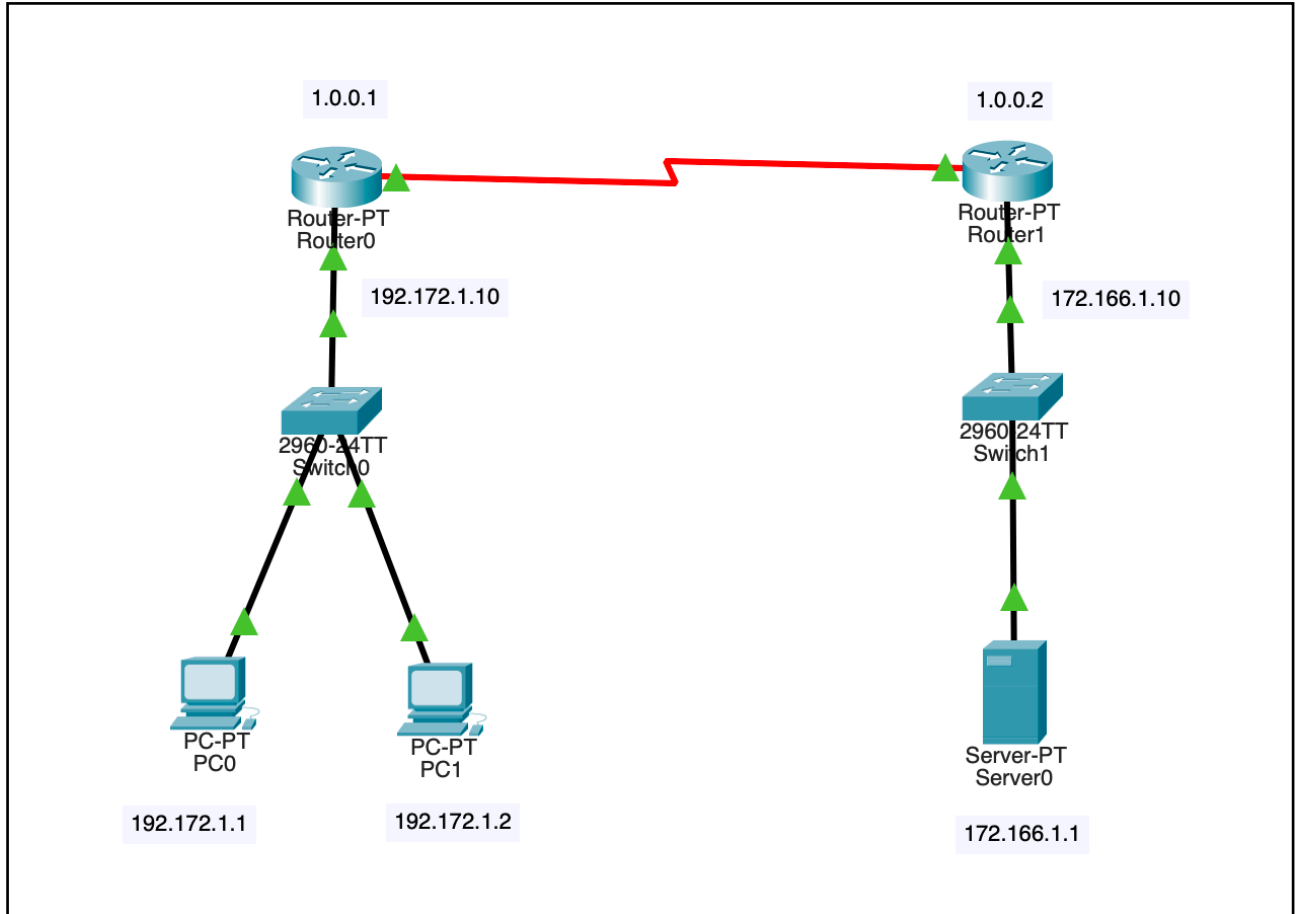 1.0.0.1
1.0.0.2
Router-PT
Router0
Router-PT
Router1
192.172.1.10
172.166.1.10
2960-24TT
Switch0
2960-24TT
Switch1
PC-PT
PC0
PC-PT
PC1
Server-PT
Server0
192.172.1.1
192.172.1.2
172.166.1.1